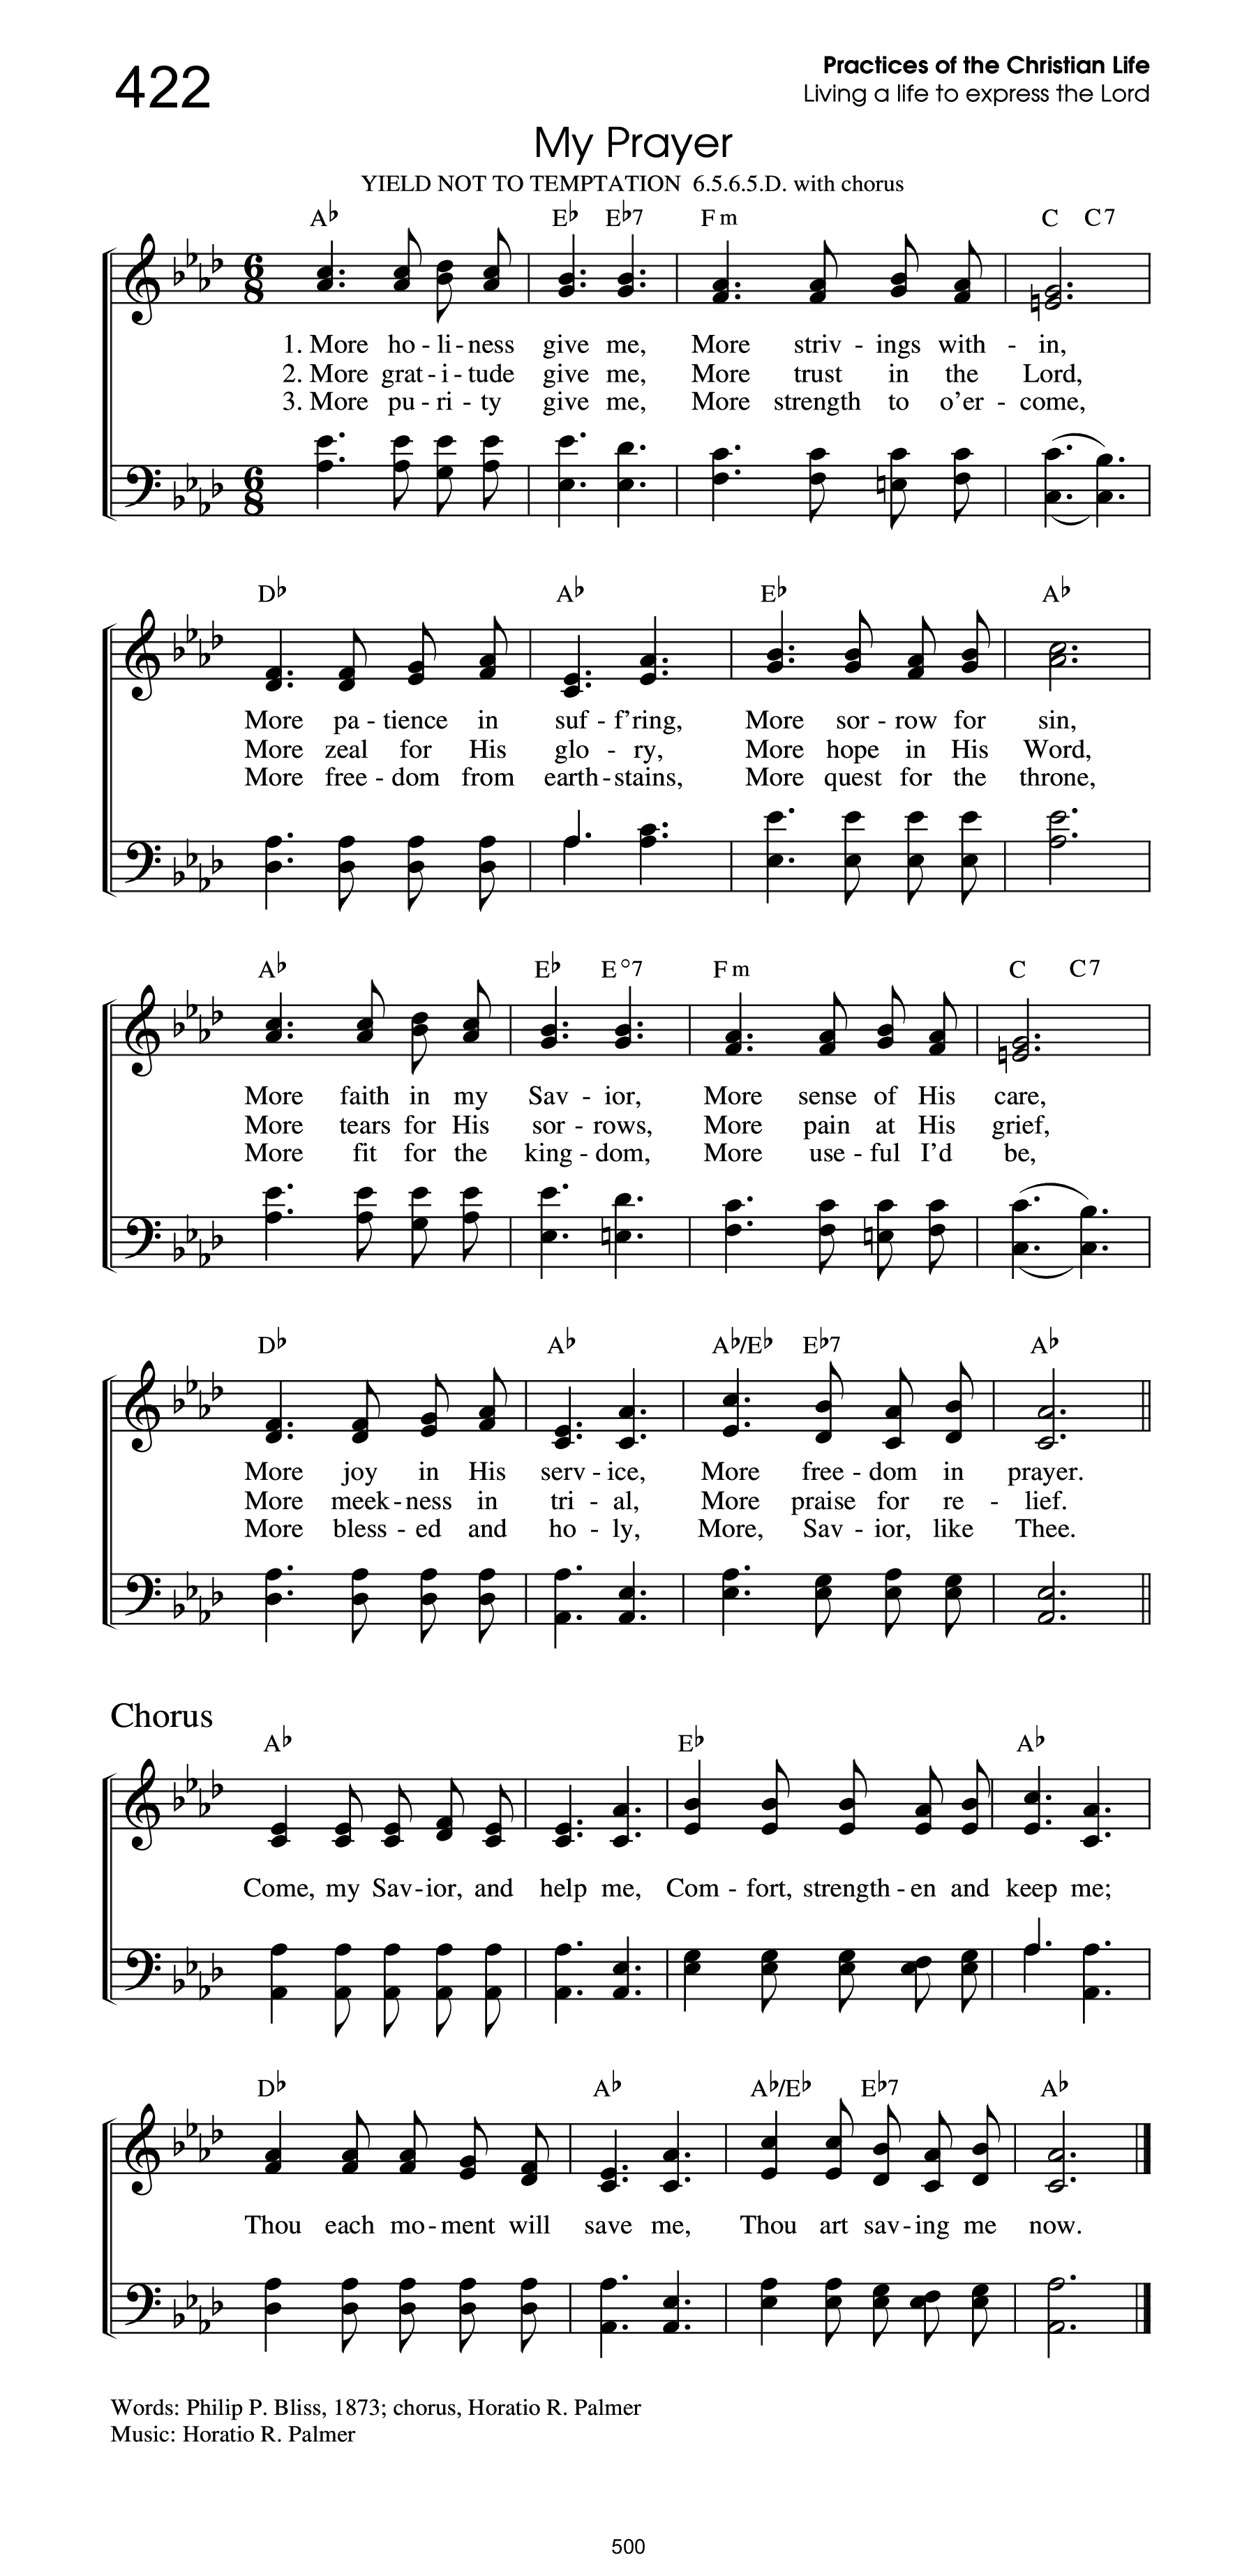 422
Practices of the Christian Life
Living a life to express the Lord
My Prayer
YIELD NOT TO TEMPTATION 6.5.6.5.D. with chorus
A♭ E♭ E♭7 Fm C C7
6 8
1. More ho - li - ness give me, More striv - ings with - in,
2. More grat - i - tude give me, More trust in the Lord,
3. More pu - ri - ty give me, More strength to o'er - come,
6 8
D♭ A♭ E♭ A♭
More pa - tience in suf - f'ring, More sor - row for sin,
More zeal for His glo - ry, More hope in His Word,
More free - dom from earth - stains, More quest for the throne,
A♭ E♭ E°7 Fm C C7
More faith in my Sav - ior, More sense of His care,
More tears for His sor - rows, More pain at His grief,
More fit for the king - dom, More use - ful I'd be,
D♭ A♭ A♭/E♭ E♭7 A♭
More joy in His serv - ice, More free - dom in prayer.
More meek - ness in tri - al, More praise for re - lief.
More bless - ed and ho - ly, More, Sav - ior, like Thee.
Chorus
A♭ E♭ A♭
Come, my Sav - ior, and help me, Com - fort, strength - en and keep me;
D♭ A♭ A♭/E♭ E♭7 A♭
Thou each mo - ment will save me, Thou art sav - ing me now.
Words: Philip P. Bliss, 1873; chorus, Horatio R. Palmer
Music: Horatio R. Palmer
500